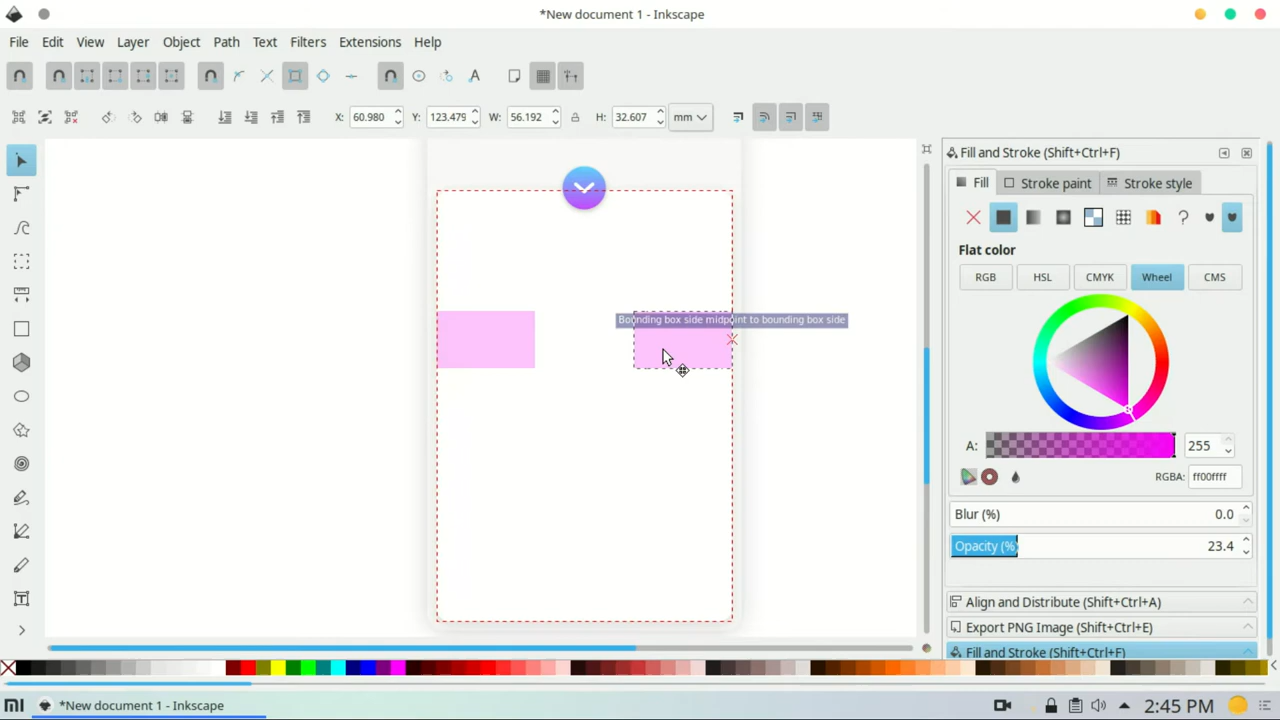 *New document 1 - Inkscape
File Edit View Layer Object Path Text Filters Extensions Help
X: 60.980 Y: 123.479 W: 56.192 H: 32.607 mm
Fill and Stroke (Shift+Ctrl+F)
Fill Stroke paint Stroke style
Flat color
RGB HSL CMYK Wheel CMS
Bounding box side midpoint to bounding box side
A: 255
RGBA: ff00ffff
Blur (%) 0.0
Opacity (%) 23.4
Align and Distribute (Shift+Ctrl+A)
Export PNG Image (Shift+Ctrl+E)
Fill and Stroke (Shift+Ctrl+F)
*New document 1 - Inkscape 2:45 PM